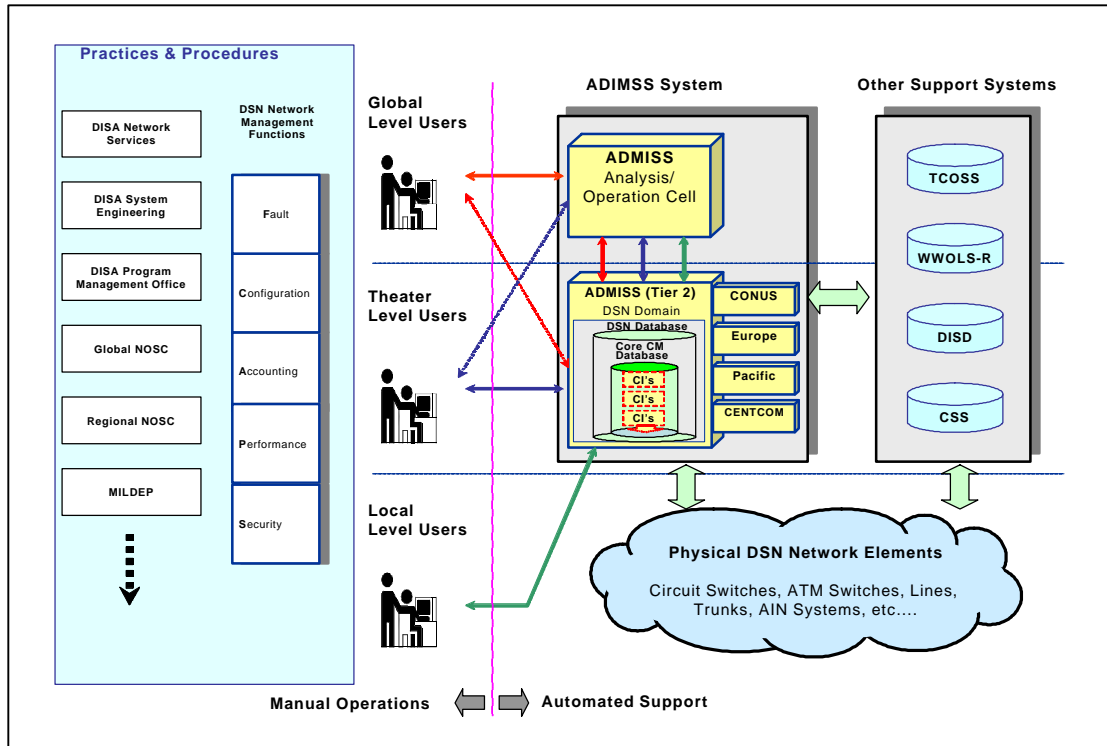 Practices & Procedures
DISA Network
Services
DISA System
Engineering
DISA Program
Management Office
Global NOSC
Regional NOSC
MILDEP
DSN Network
Management
Functions
Fault
Configuration
Accounting
Performance
Security
Global
Level Users
Theater
Level Users
Local
Level Users
ADIMSS System
ADMISS
Analysis/
Operation Cell
ADMISS (Tier 2)
DSN Domain
DSN Database
Core CM
Database
CI's
CI's
CI's
CONUS
Europe
Pacific
CENTCOM
Other Support Systems
TCOSS
WWOLS-R
DISD
CSS
Physical DSN Network Elements
Circuit Switches, ATM Switches, Lines,
Trunks, AIN Systems, etc....
Manual Operations
Automated Support